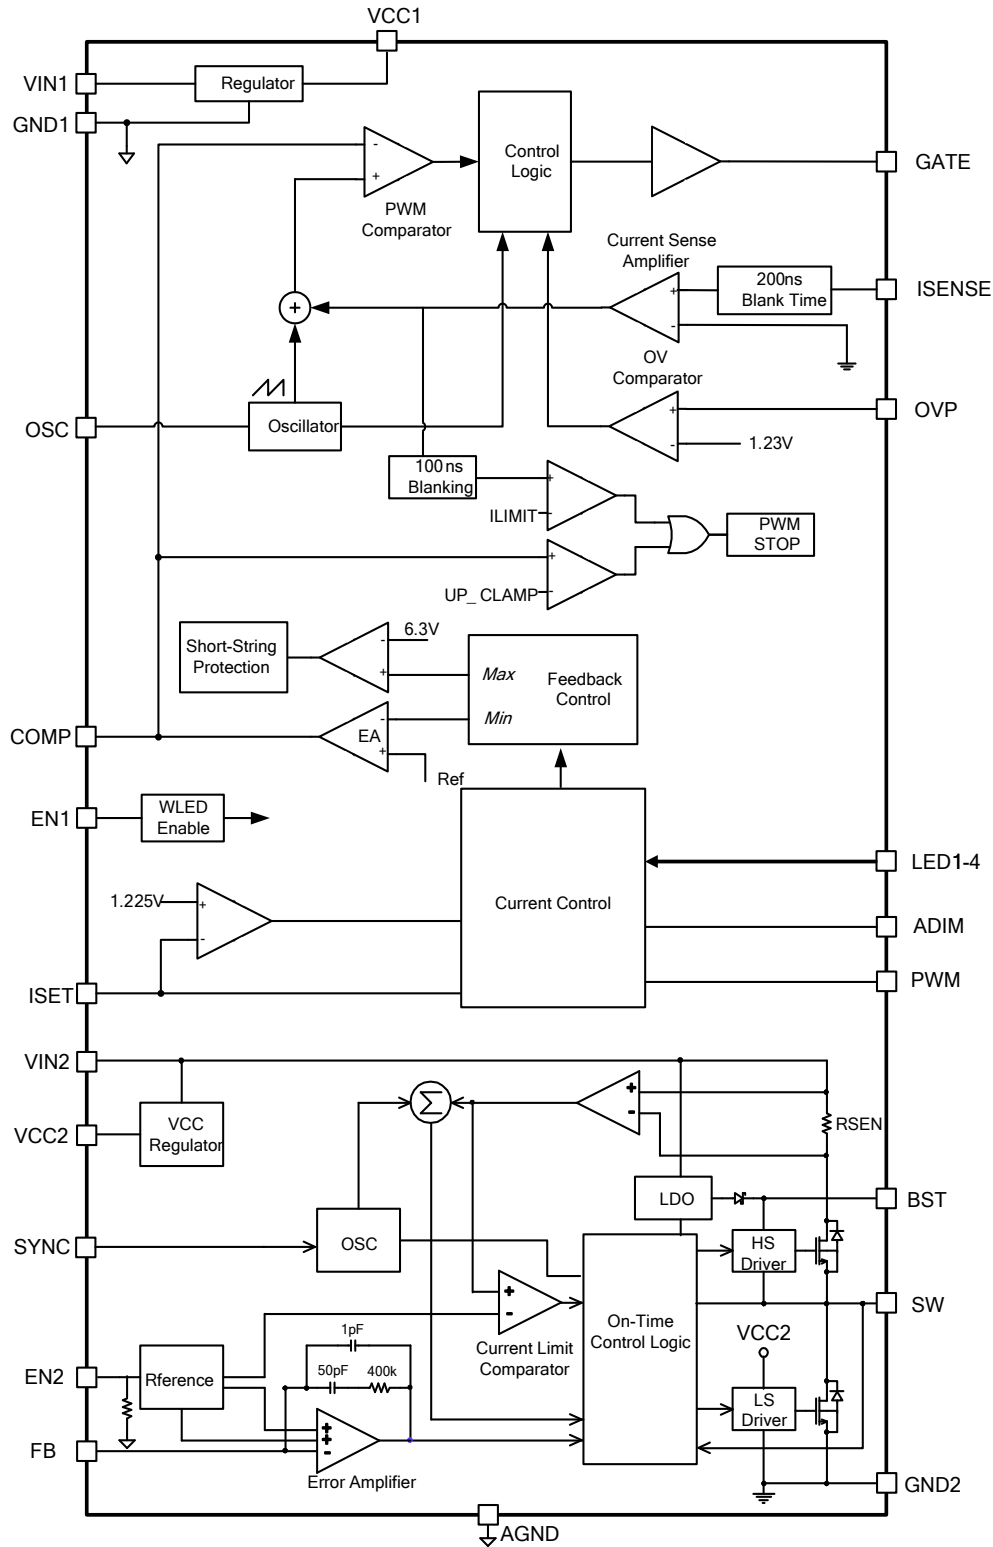 VCC1
VIN1
Regulator
GND1
-
+
PWM
Comparator
Control
Logic
GATE
Current Sense
Amplifier
+
-
200ns
Blank Time
ISENSE
+
OV
Comparator
+
-
1.23V
OVP
OSC
Oscillator
100ns
Blanking
+
-
ILIMIT
+
-
UP_ CLAMP
PWM
STOP
Short-String
Protection
-
+
6.3V
Max
Min
Feedback
Control
COMP
EA
-
+
Ref
EN1
WLED
Enable
LED1-4
1.225V
+
-
Current Control
ADIM
PWM
ISET
VIN2
VCC2
VCC
Regulator
Σ
+
-
RSEN
LDO
BST
SYNC
OSC
HS
Driver
+
-
Current Limit
Comparator
On-Time
Control Logic
SW
VCC2
1pF
50pF
400k
EN2
Rference
LS
Driver
FB
+
+
-
Error Amplifier
GND2
AGND